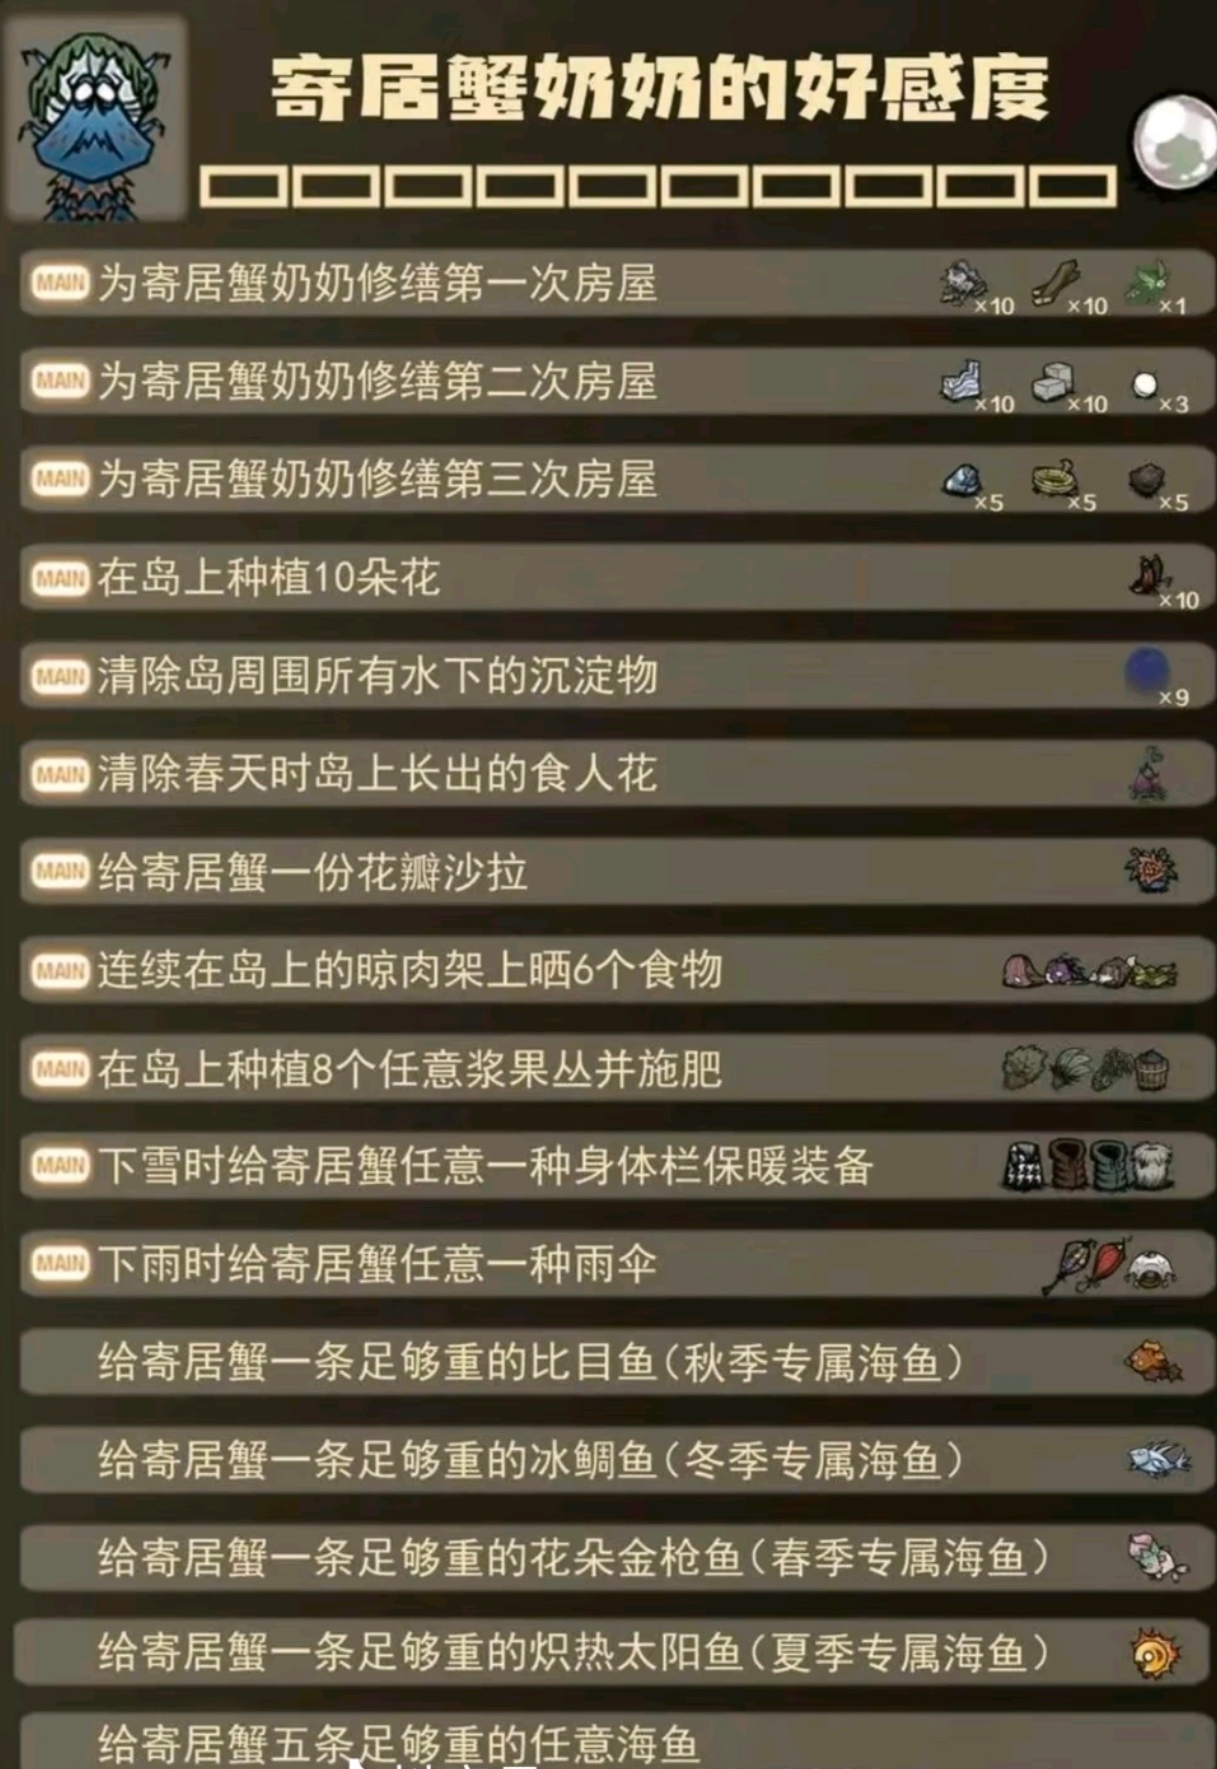 寄居蟹奶奶的好感度
MAIN 为寄居蟹奶奶修缮第一次房屋 ×10 ×10 ×1
MAIN 为寄居蟹奶奶修缮第二次房屋 ×10 ×10 ×3
MAIN 为寄居蟹奶奶修缮第三次房屋 ×5 ×5 ×5
MAIN 在岛上种植10朵花 ×10
MAIN 清除岛周围所有水下的沉淀物 ×9
MAIN 清除春天时岛上长出的食人花
MAIN 给寄居蟹一份花瓣沙拉
MAIN 连续在岛上的晾肉架上晒6个食物
MAIN 在岛上种植8个任意浆果丛并施肥
MAIN 下雪时给寄居蟹任意一种身体栏保暖装备
MAIN 下雨时给寄居蟹任意一种雨伞
给寄居蟹一条足够重的比目鱼(秋季专属海鱼)
给寄居蟹一条足够重的冰鲷鱼(冬季专属海鱼)
给寄居蟹一条足够重的花朵金枪鱼(春季专属海鱼)
给寄居蟹一条足够重的炽热太阳鱼(夏季专属海鱼)
给寄居蟹五条足够重的任意海鱼